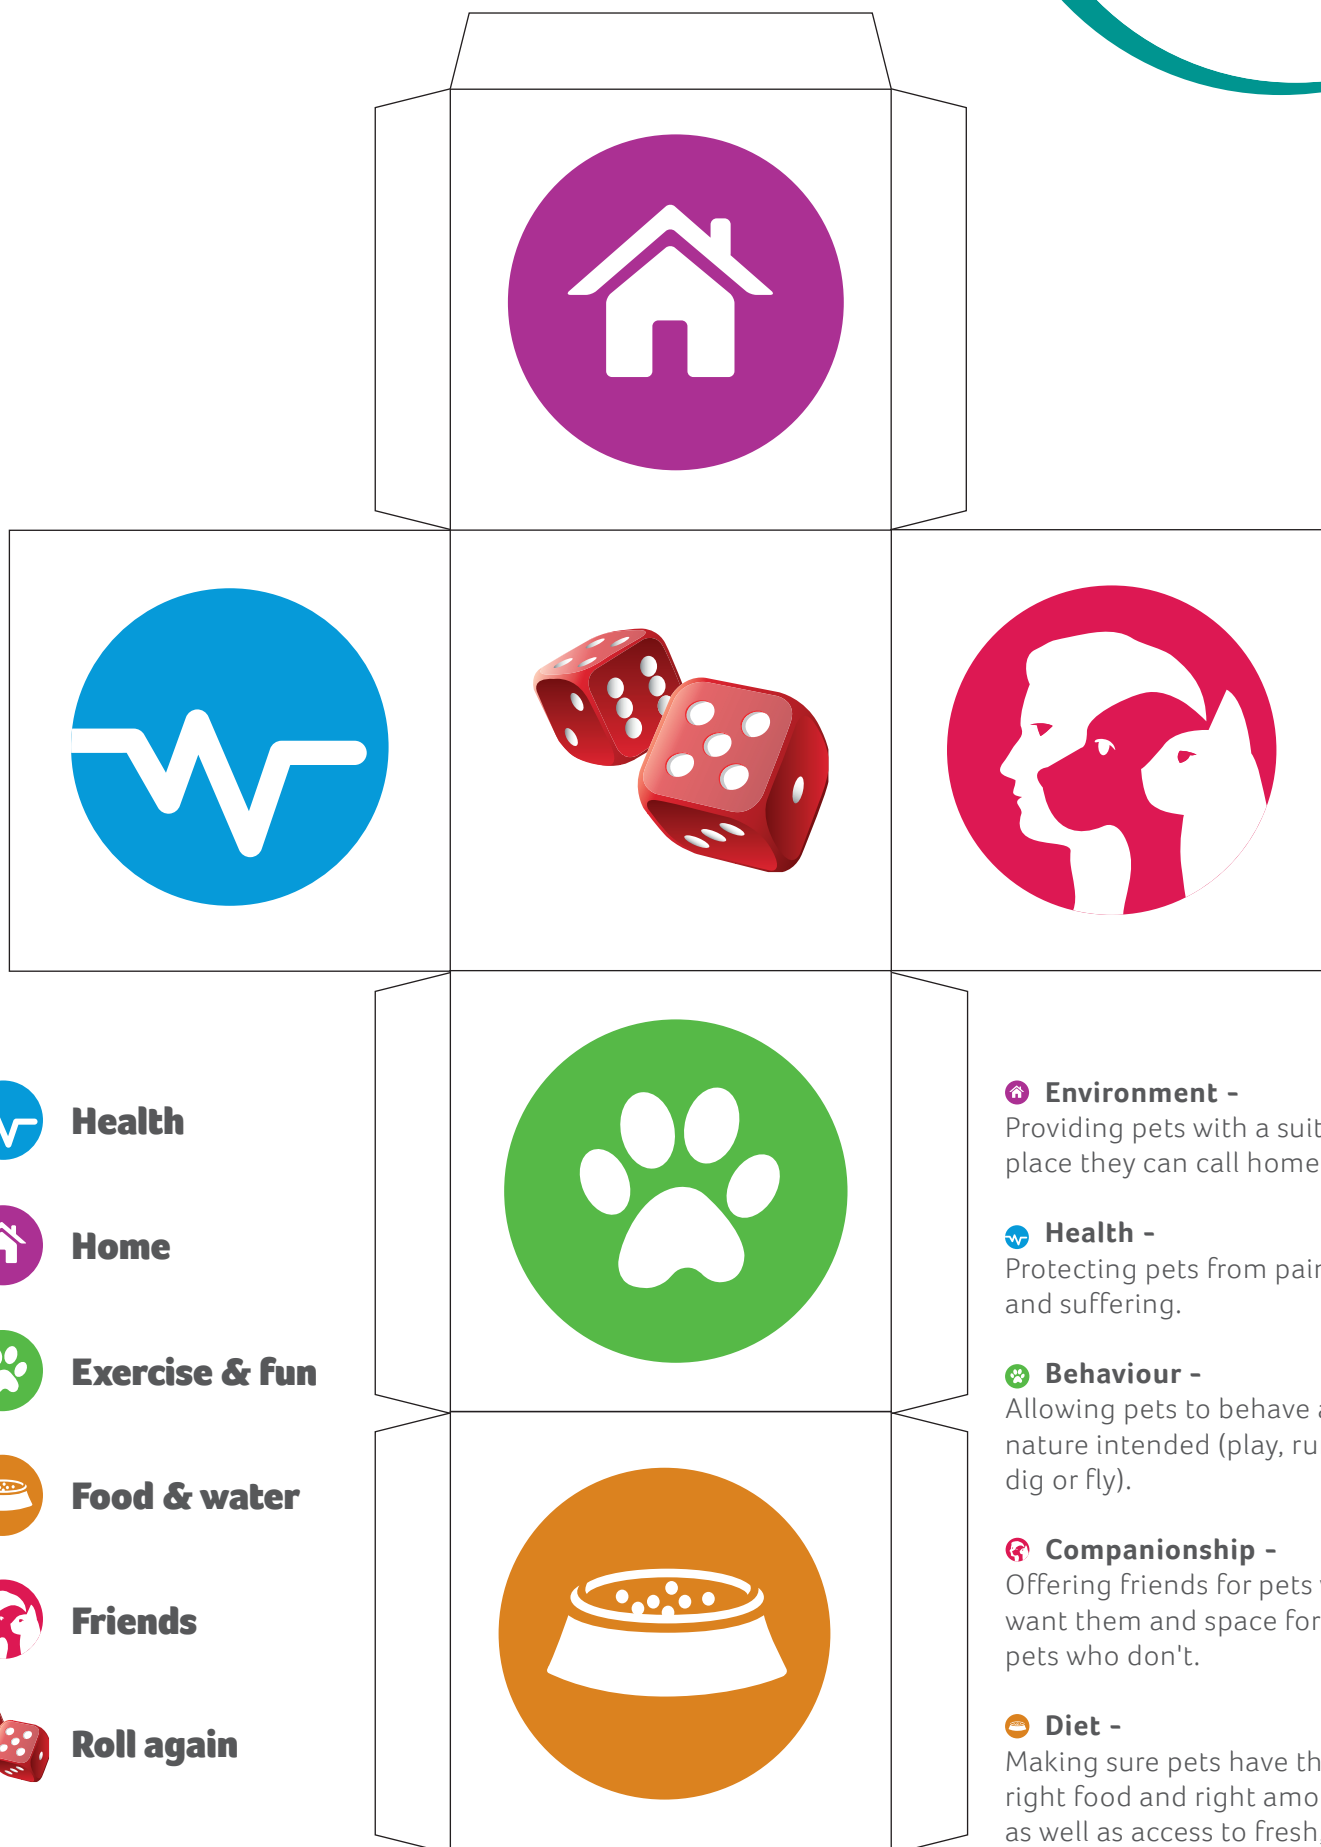 Health
Home
Exercise & fun
Food & water
Friends
Roll again
Environment -
Providing pets with a suit
place they can call home
Health -
Protecting pets from pain
and suffering.
Behaviour -
Allowing pets to behave a
nature intended (play, ru
dig or fly).
Companionship -
Offering friends for pets
want them and space for
pets who don't.
Diet -
Making sure pets have th
right food and right amo
as well as access to fresh,